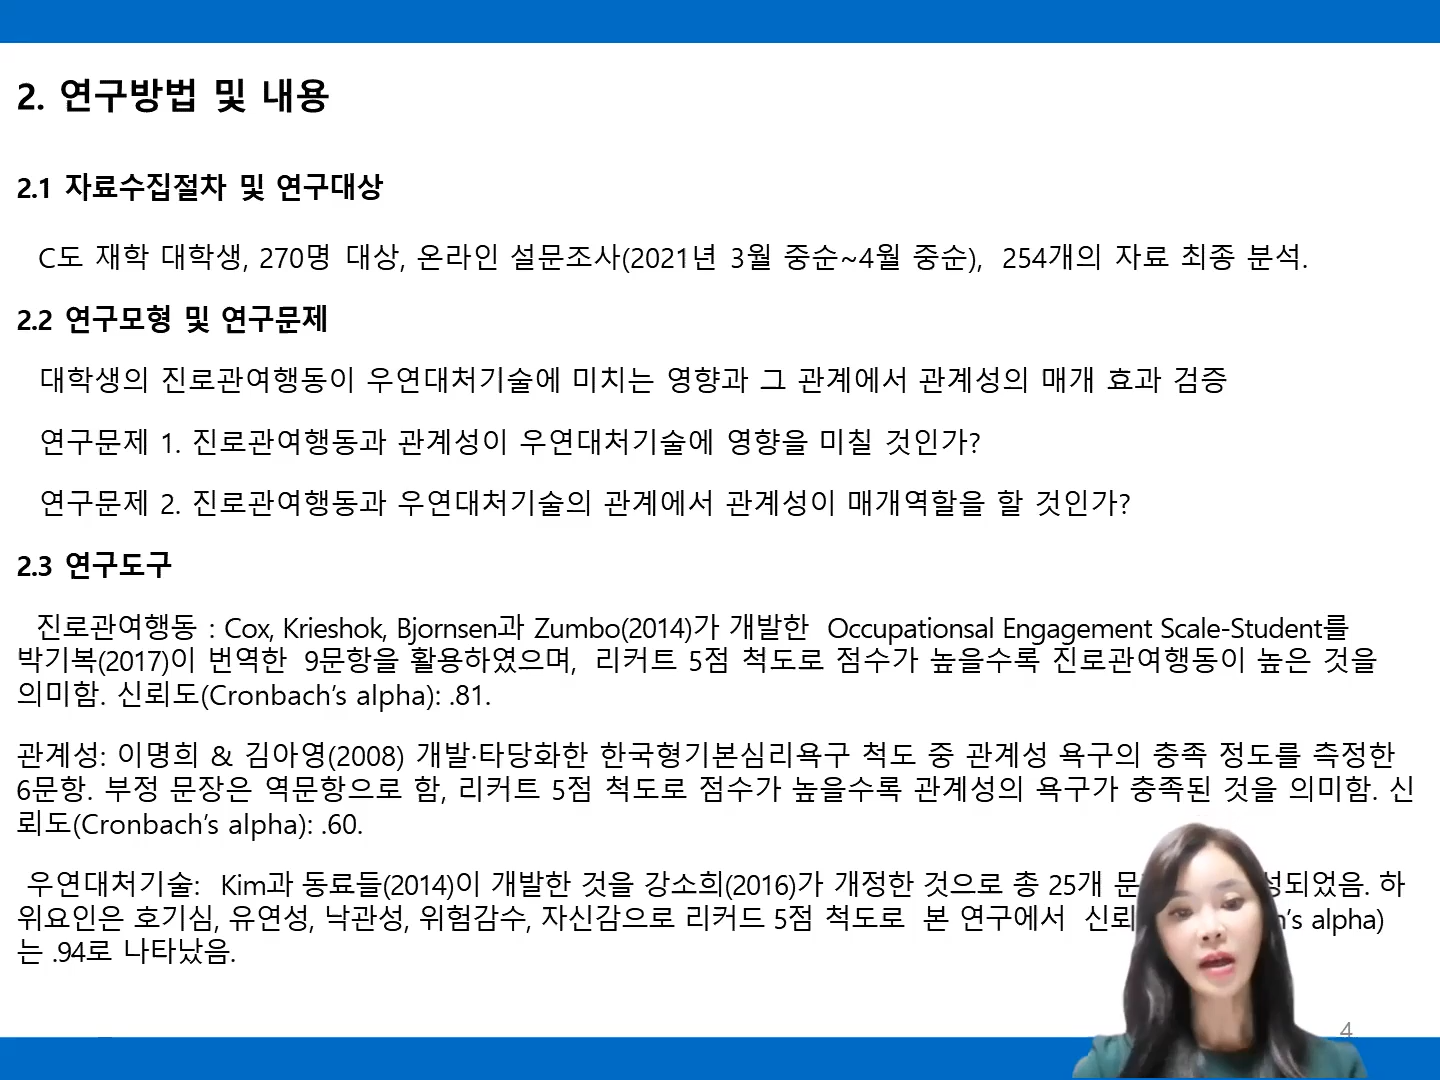 2. 연구방법 및 내용
2.1 자료수집절차 및 연구대상
C도 재학 대학생, 270명 대상, 온라인 설문조사(2021년 3월 중순~4월 중순), 254개의 자료 최종 분석.
2.2 연구모형 및 연구문제
대학생의 진로관여행동이 우연대처기술에 미치는 영향과 그 관계에서 관계성의 매개 효과 검증
연구문제 1. 진로관여행동과 관계성이 우연대처기술에 영향을 미칠 것인가?
연구문제 2. 진로관여행동과 우연대처기술의 관계에서 관계성이 매개역할을 할 것인가?
2.3 연구도구
진로관여행동 : Cox, Krieshok, Bjornsen과 Zumbo(2014)가 개발한 Occupationsal Engagement Scale-Student를
박기복(2017)이 번역한 9문항을 활용하였으며, 리커트 5점 척도로 점수가 높을수록 진로관여행동이 높은 것을
의미함. 신뢰도(Cronbach’s alpha): .81.
관계성: 이명희 & 김아영(2008) 개발·타당화한 한국형기본심리욕구 척도 중 관계성 욕구의 충족 정도를 측정한
6문항. 부정 문장은 역문항으로 함, 리커트 5점 척도로 점수가 높을수록 관계성의 욕구가 충족된 것을 의미함. 신
뢰도(Cronbach’s alpha): .60.
우연대처기술: Kim과 동료들(2014)이 개발한 것을 강소희(2016)가 개정한 것으로 총 25개 되었음. 하
위요인은 호기심, 유연성, 낙관성, 위험감수, 자신감으로 리커드 5점 척도로 본 연구에서 alpha)
는 .94로 나타났음.
4